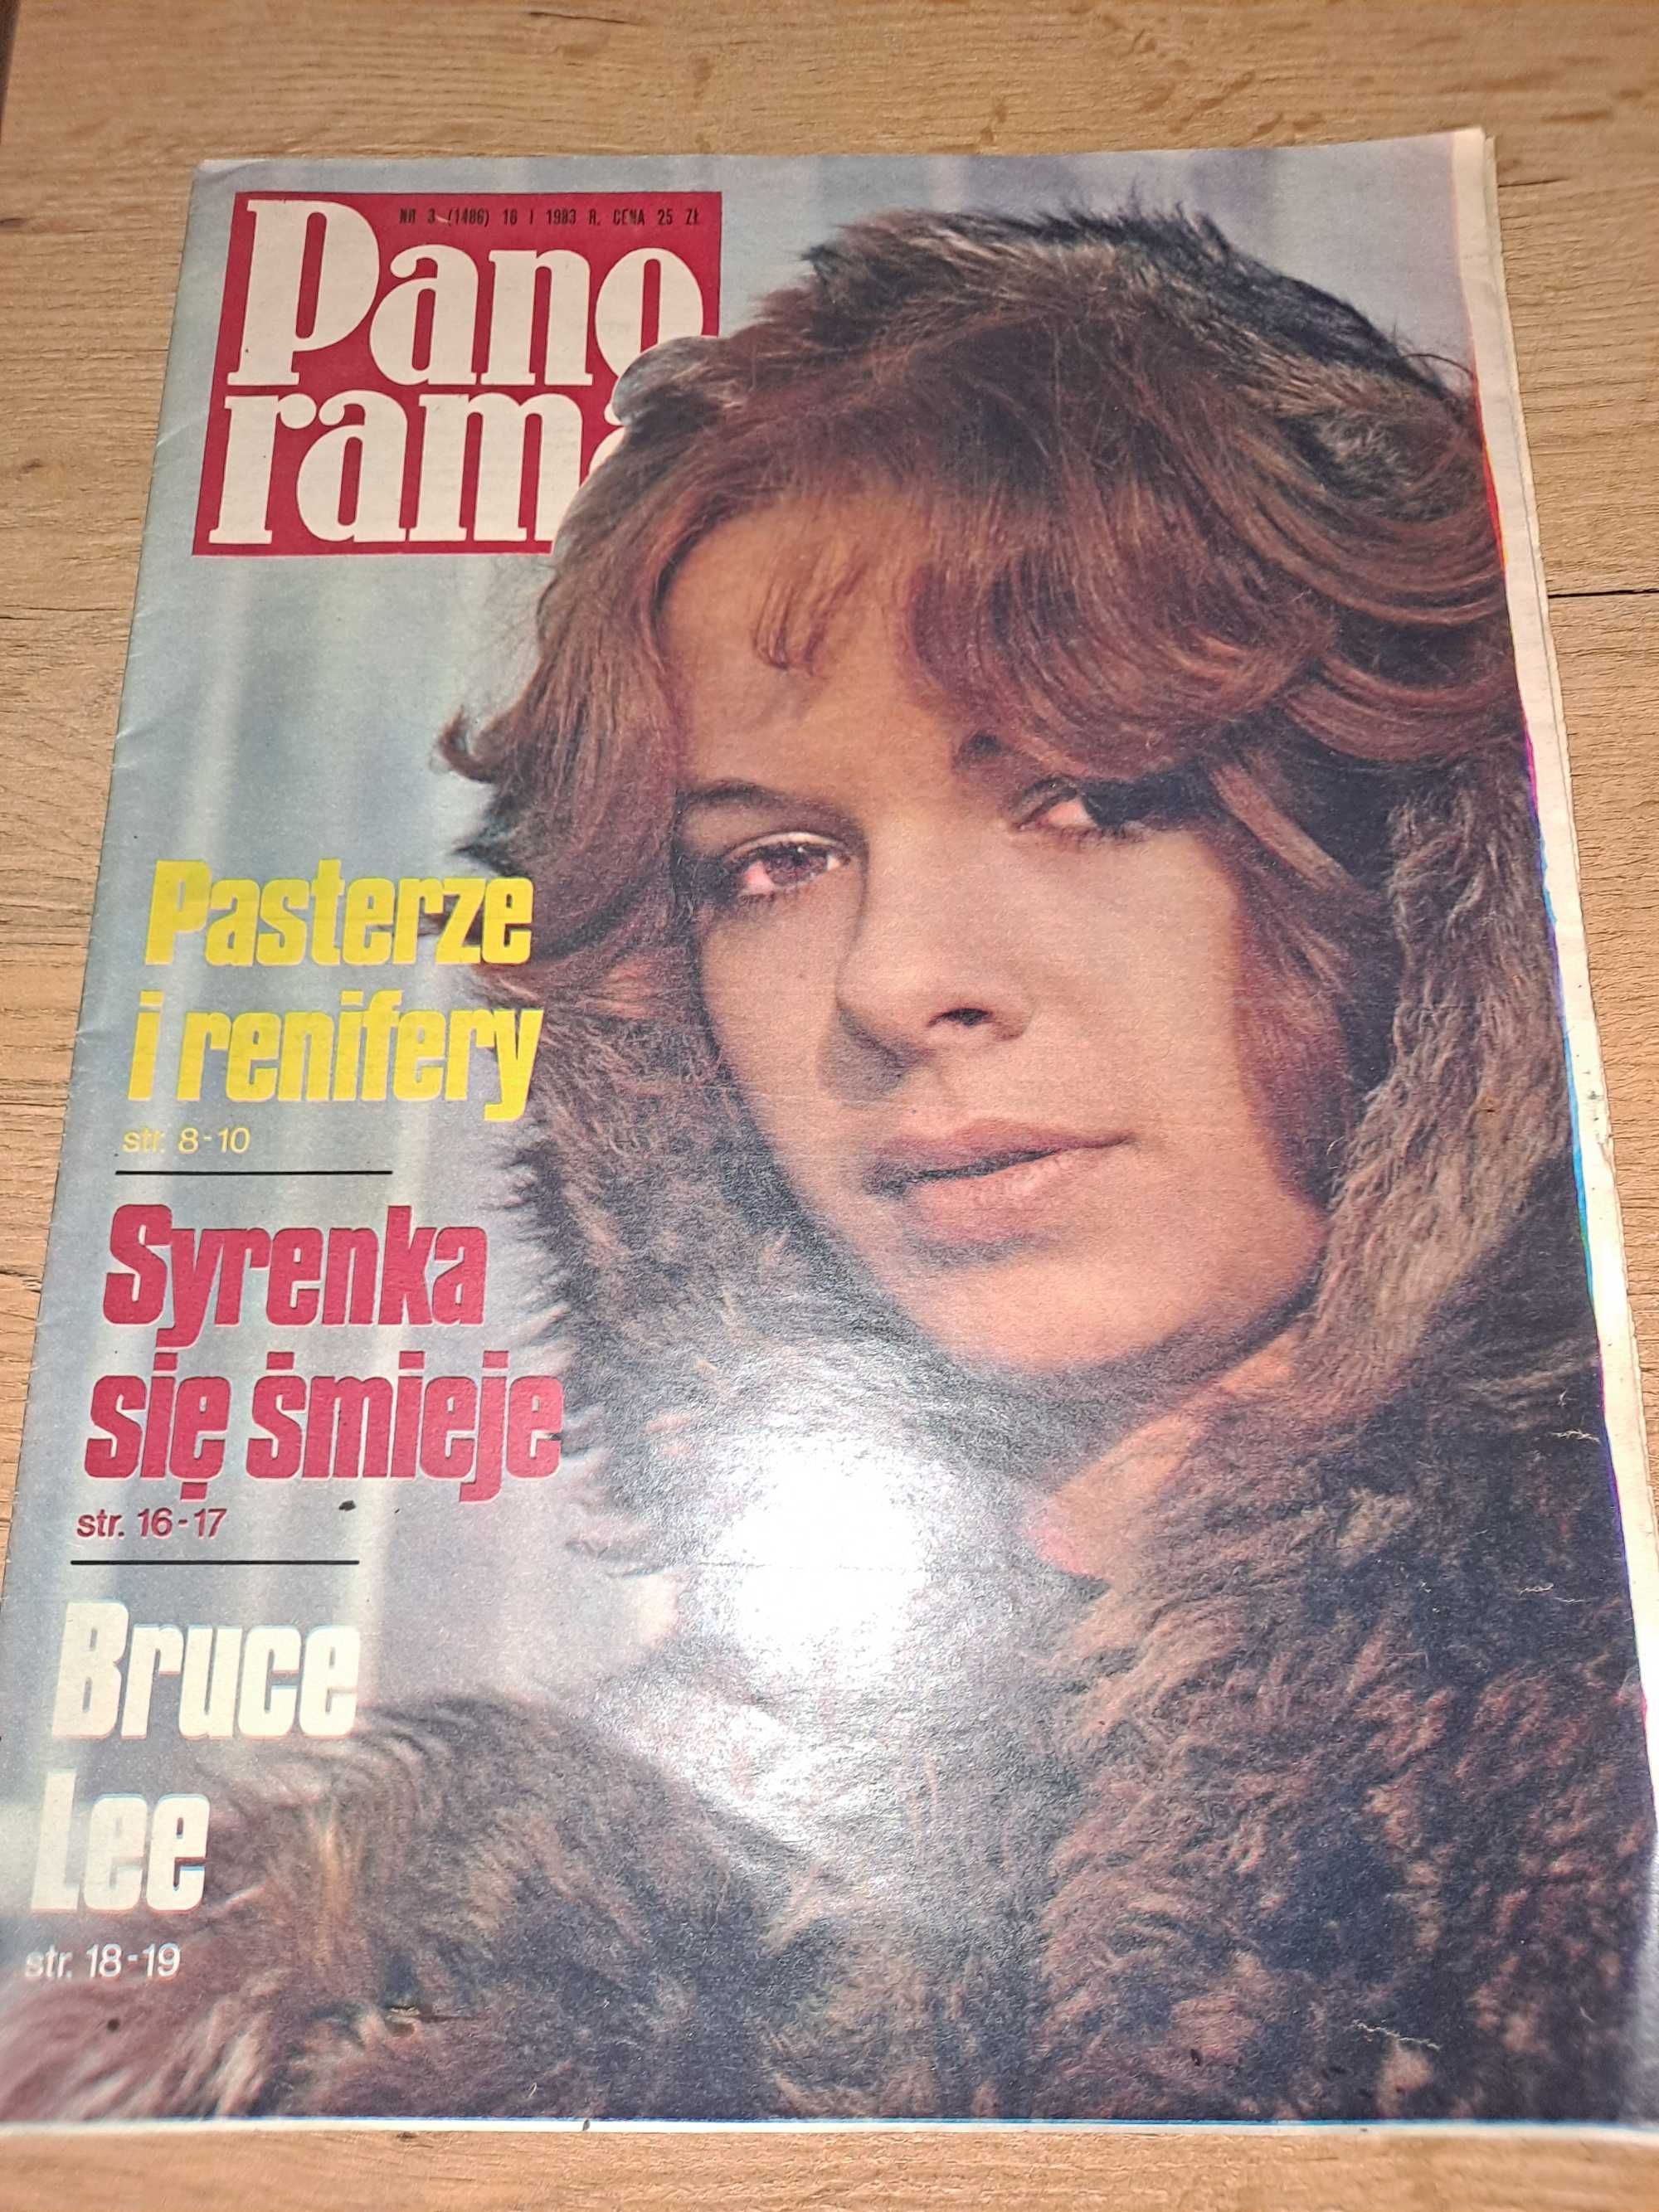 NR 3 (1486) 16 I 1983 R. CENA 25 ZŁ
Pano
rama
Pasterze
i renifery
str. 8-10
Syrenka
się śmieje
str. 16-17
Bruce
Lee
str. 18-19